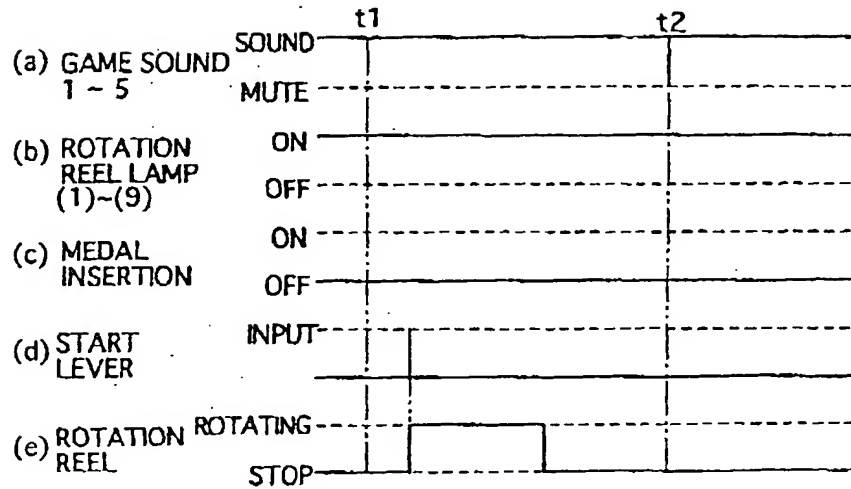 t1
t2
(a) GAME SOUND
1 ~ 5
SOUND
MUTE
(b) ROTATION
REEL LAMP
(1)~(9)
ON
OFF
(c) MEDAL
INSERTION
ON
OFF
(d) START
LEVER
INPUT
(e) ROTATION
REEL
ROTATING
STOP